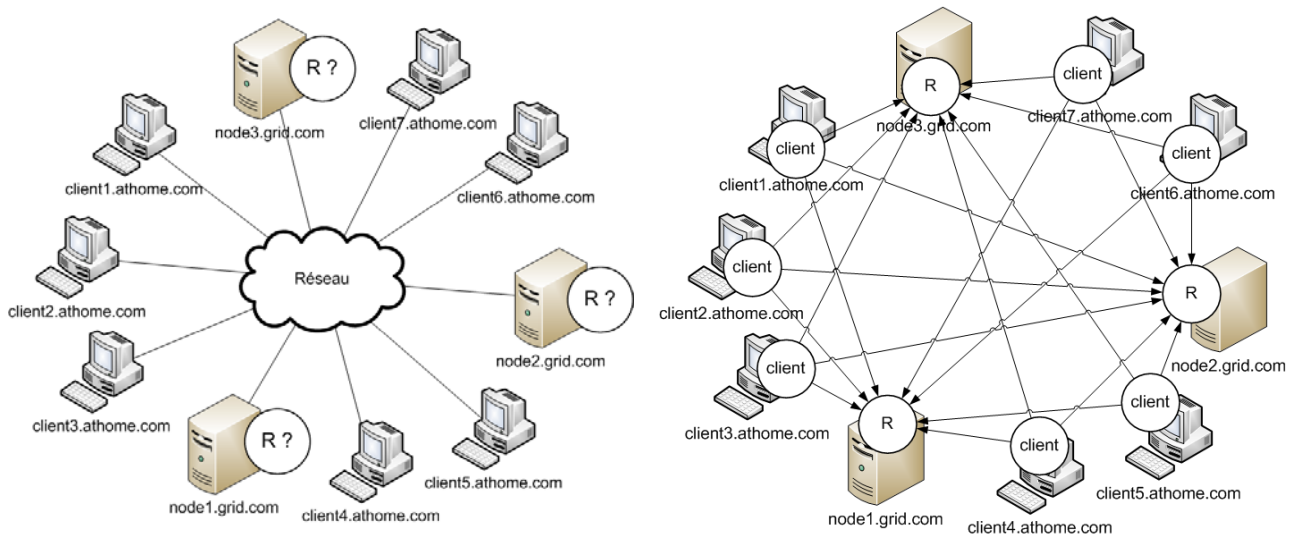 R ?
node3.grid.com
client7.athome.com
client1.athome.com
client6.athome.com
Réseau
client2.athome.com
R ?
node2.grid.com
client3.athome.com
R ?
client5.athome.com
node1.grid.com
client4.athome.com
client
R
client7.athome.com
node3.grid.com
client
client
client1.athome.com
client6.athome.com
client
R
client2.athome.com
node2.grid.com
client
client
R
client3.athome.com
client
client5.athome.com
node1.grid.com
client4.athome.com